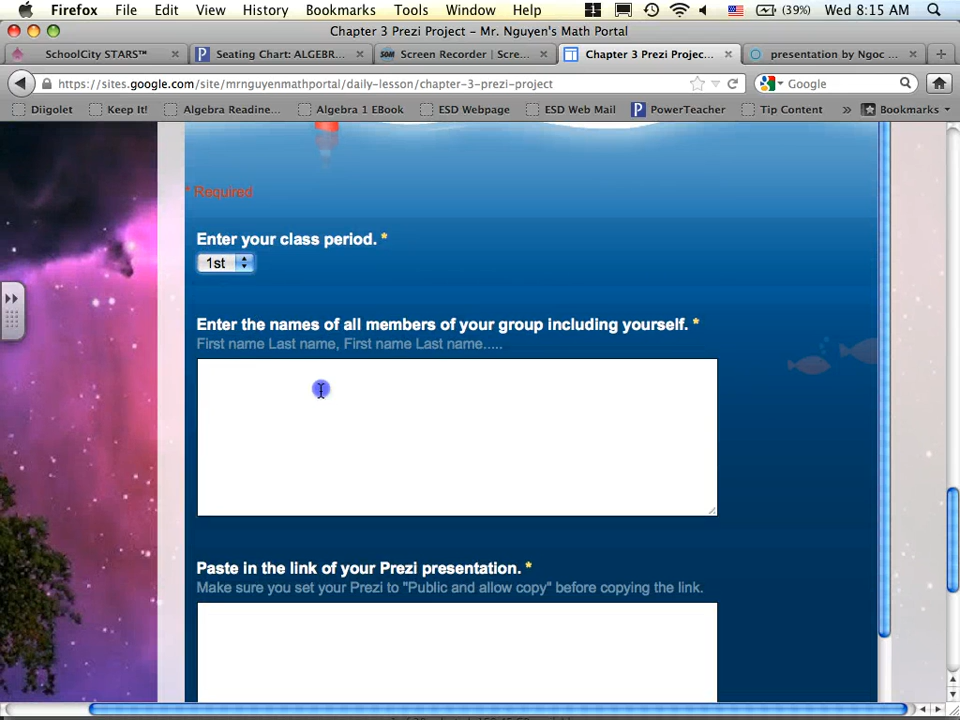 Firefox File Edit View History Bookmarks Tools Window Help 1 (39%) Wed 8:15 AM
Chapter 3 Prezi Project - Mr. Nguyen's Math Portal
SchoolCity STARS™ Seating Chart: ALGEBR... Screen Recorder | Scre... Chapter 3 Prezi Projec... presentation by Ngoc ...
https://sites.google.com/site/mrnguyenmathportal/daily-lesson/chapter-3-prezi-project Google
Diigolet Keep It! Algebra Readine... Algebra 1 EBook ESD Webpage ESD Web Mail PowerTeacher Tip Content » Bookmarks
* Required
Enter your class period. *
1st
Enter the names of all members of your group including yourself. *
First name Last name, First name Last name.....
Paste in the link of your Prezi presentation. *
Make sure you set your Prezi to "Public and allow copy" before copying the link.